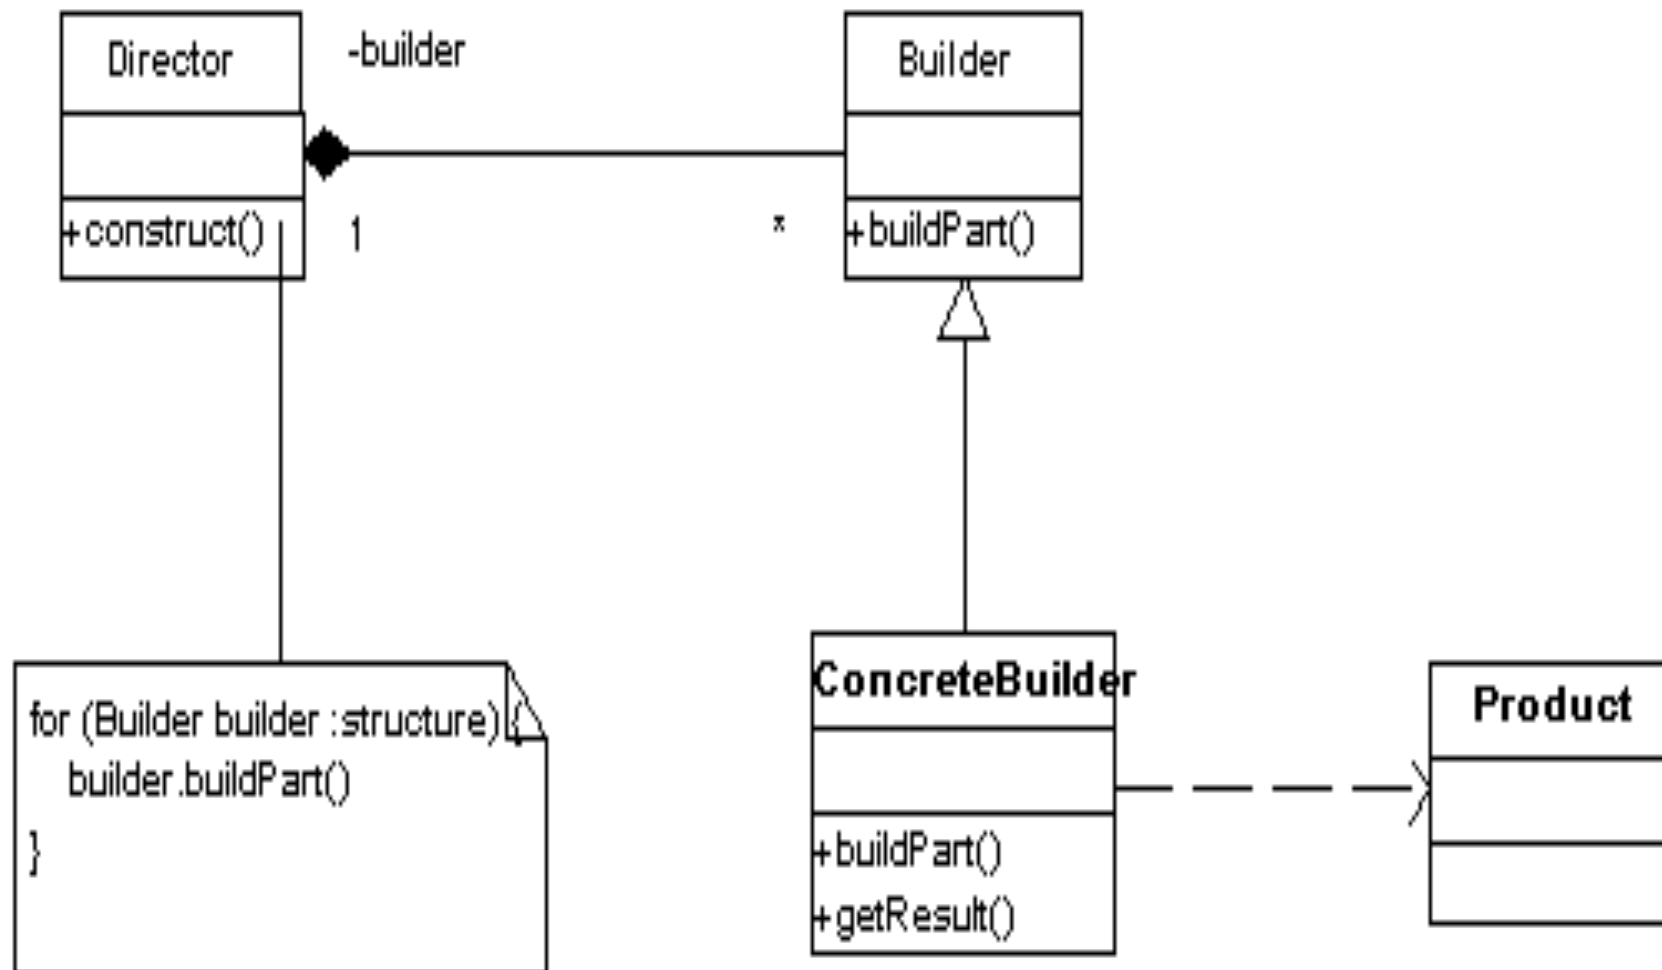 Director
-builder
Builder
+construct()
1
*
+buildPart()
for (Builder builder :structure) {
builder.buildPart()
}
ConcreteBuilder
+buildPart()
+getResult()
Product